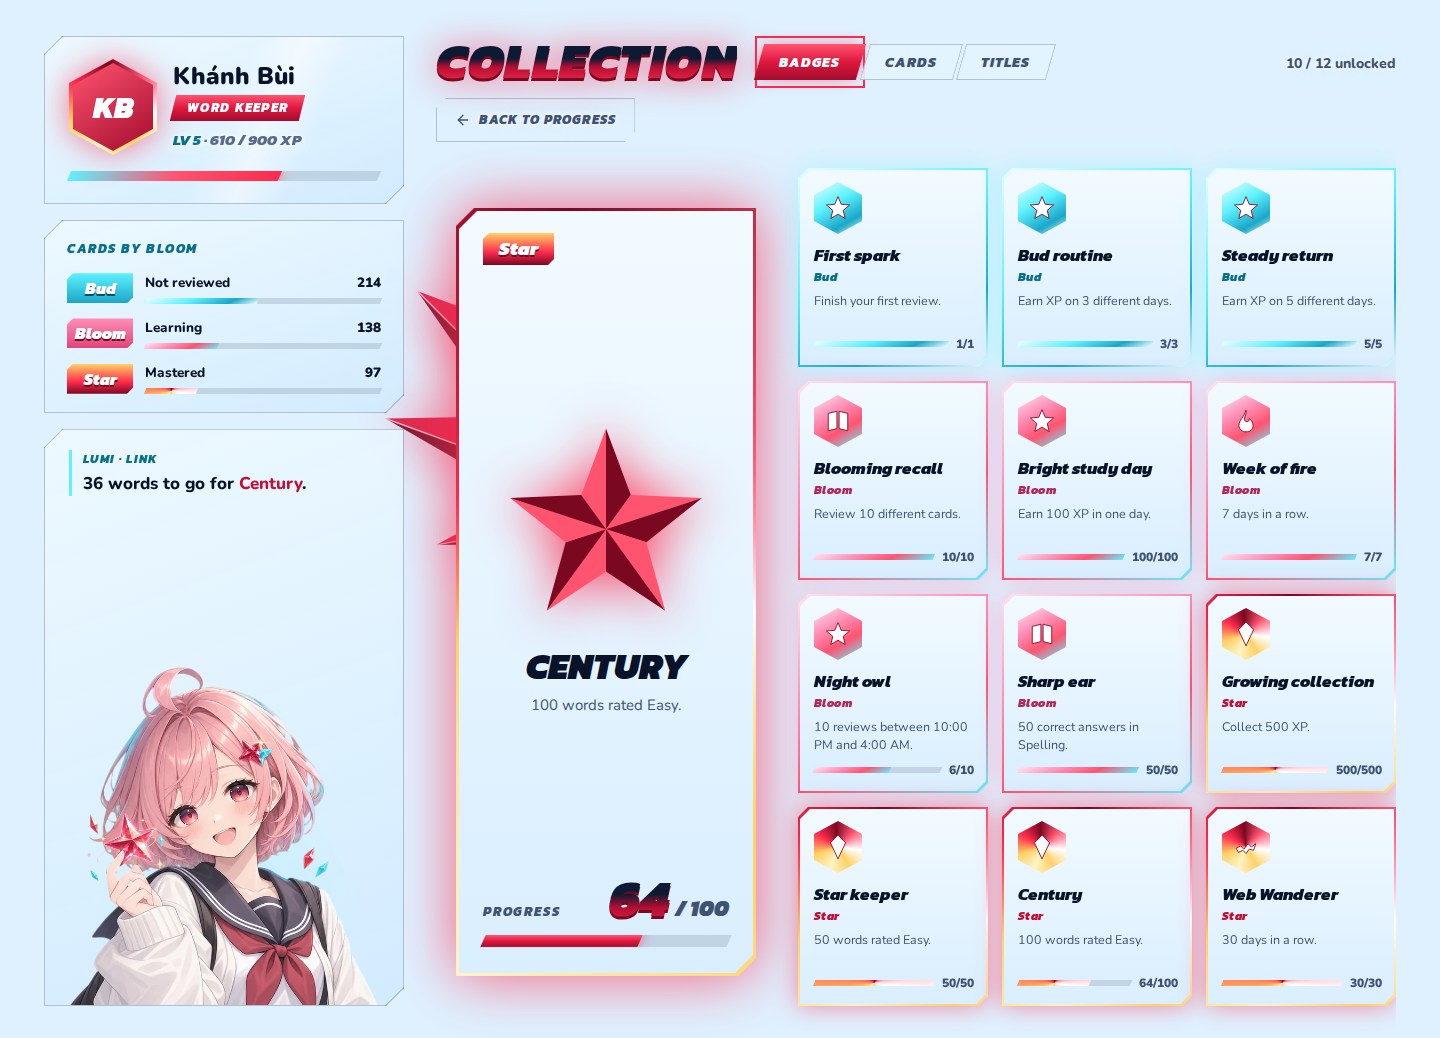 KB
Khánh Bùi
WORD KEEPER
LV 5 · 610 / 900 XP
CARDS BY BLOOM
Bud
Not reviewed
214
Bloom
Learning
138
Star
Mastered
97
LUMI · LINK
36 words to go for Century.
COLLECTION
BADGES
CARDS
TITLES
10 / 12 unlocked
← BACK TO PROGRESS
Star
CENTURY
100 words rated Easy.
PROGRESS
64 / 100
First spark
Bud
Finish your first review.
1/1
Bud routine
Bud
Earn XP on 3 different days.
3/3
Steady return
Bud
Earn XP on 5 different days.
5/5
Blooming recall
Bloom
Review 10 different cards.
10/10
Bright study day
Bloom
Earn 100 XP in one day.
100/100
Week of fire
Bloom
7 days in a row.
7/7
Night owl
Bloom
10 reviews between 10:00
PM and 4:00 AM.
6/10
Sharp ear
Bloom
50 correct answers in
Spelling.
50/50
Growing collection
Star
Collect 500 XP.
500/500
Star keeper
Star
50 words rated Easy.
50/50
Century
Star
100 words rated Easy.
64/100
Web Wanderer
Star
30 days in a row.
30/30